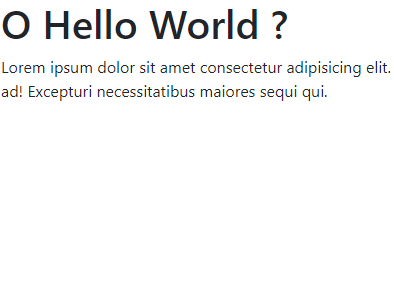 O Hello World ?
Lorem ipsum dolor sit amet consectetur adipisicing elit.
ad! Excepturi necessitatibus maiores sequi qui.